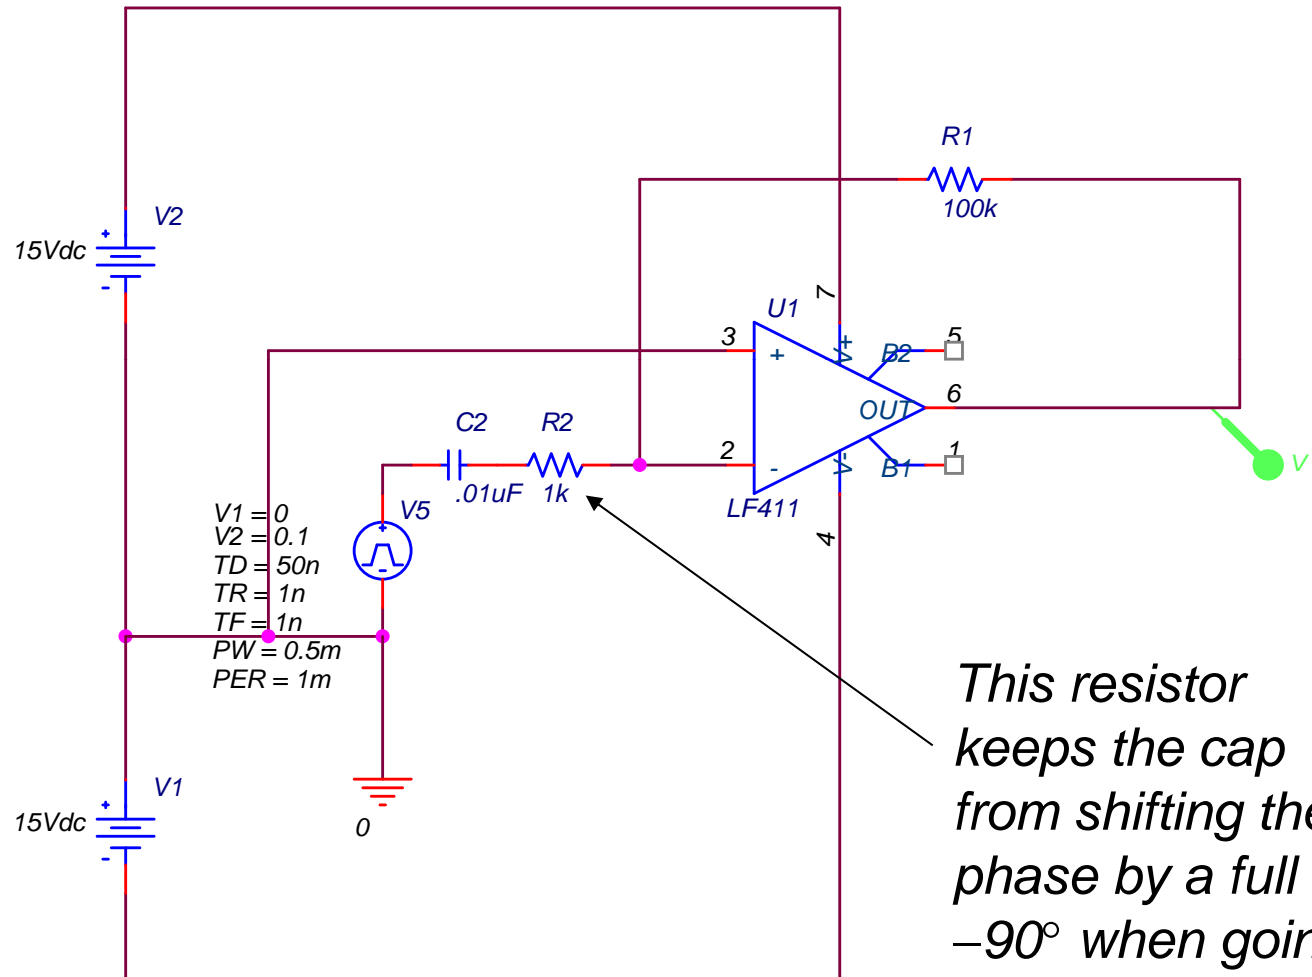 R1
100k
V2
15Vdc
U1
7
3
+
V+
B2
5
6
OUT
C2
R2
2
-
V-
B1
1
.01uF
1k
LF411
4
V
V5
V1 = 0
V2 = 0.1
TD = 50n
TR = 1n
TF = 1n
PW = 0.5m
PER = 1m
V1
15Vdc
0
This resistor
keeps the cap
from shifting the
phase by a full
–90° when goin